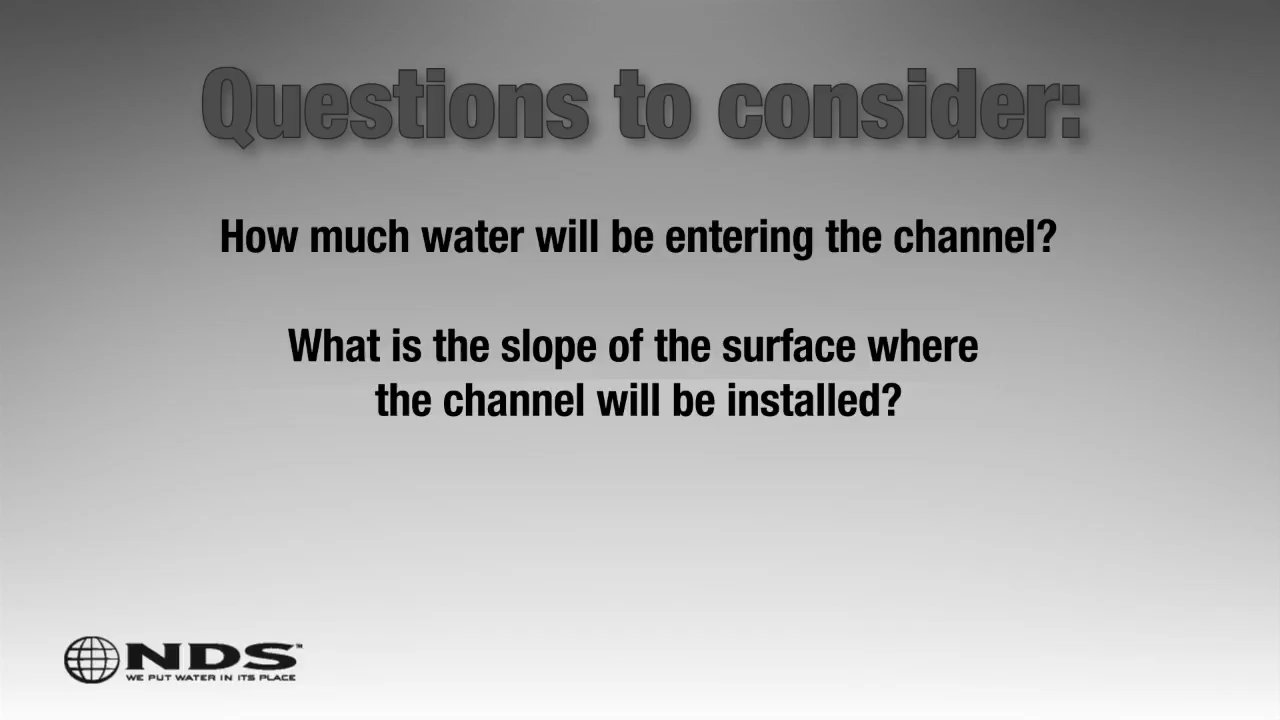 Questions to consider:
How much water will be entering the channel?
What is the slope of the surface where
the channel will be installed?
NDS™
WE PUT WATER IN ITS PLACE